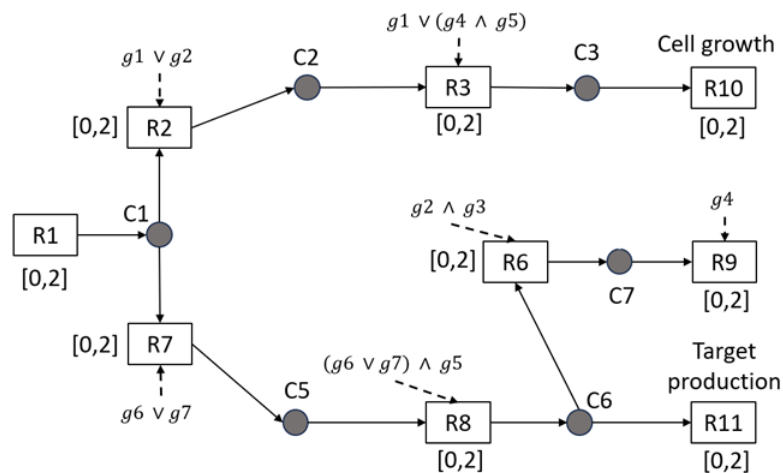 g1 ∨ (g4 ∧ g5)
g1 ∨ g2
C2
C3
Cell growth
R2
[0,2]
R3
[0,2]
R10
[0,2]
R1
[0,2]
C1
g2 ∧ g3
g4
[0,2]
R6
C7
R9
[0,2]
[0,2]
R7
g6 ∨ g7
C5
(g6 ∨ g7) ∧ g5
R8
[0,2]
C6
Target
production
R11
[0,2]